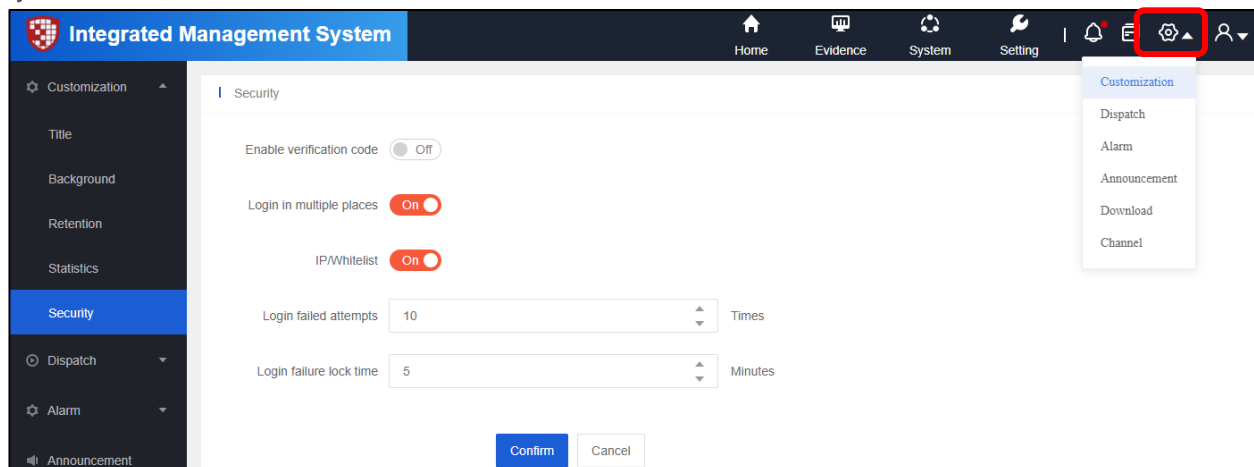 Integrated Management System
Home
Evidence
System
Setting
Customization
Title
Background
Retention
Statistics
Security
Dispatch
Alarm
Announcement
Security
Enable verification code Off
Login in multiple places On
IP/Whitelist On
Login failed attempts 10 Times
Login failure lock time 5 Minutes
Confirm Cancel
Customization
Dispatch
Alarm
Announcement
Download
Channel